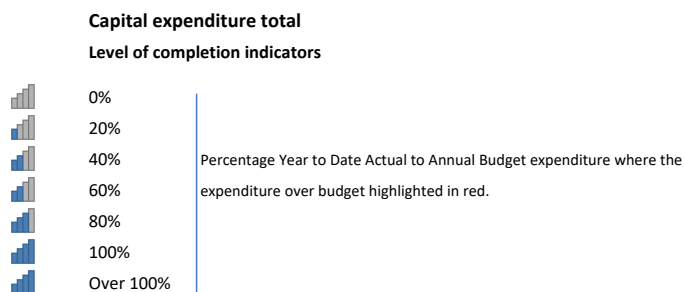 Capital expenditure total
Level of completion indicators
0%
20%
40%
Percentage Year to Date Actual to Annual Budget expenditure where the
60%
expenditure over budget highlighted in red.
80%
100%
Over 100%